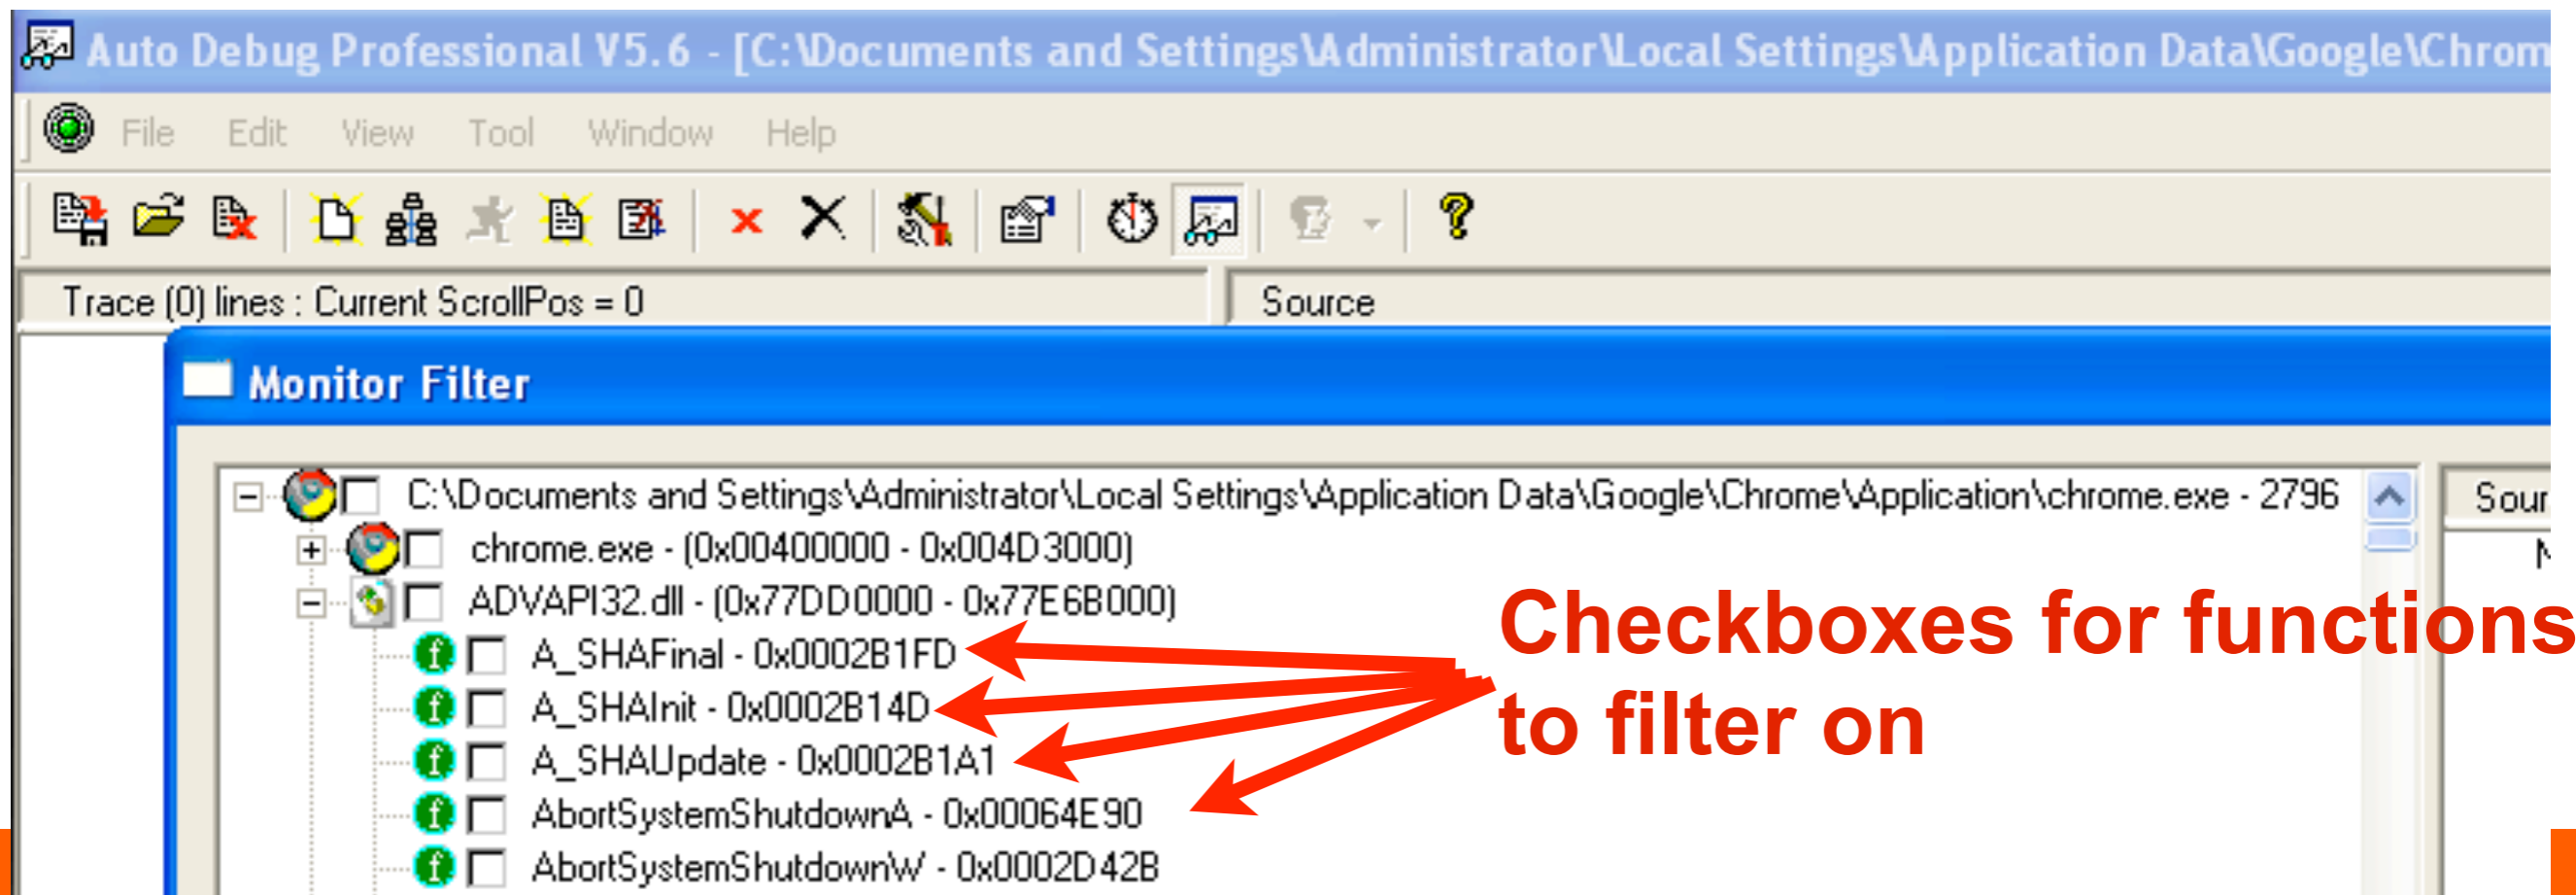 Auto Debug Professional V5.6 - [C:\Documents and Settings\Administrator\Local Settings\Application Data\Google\Chrom
File Edit View Tool Window Help
Trace (0) lines : Current ScrollPos = 0 Source
Monitor Filter
C:\Documents and Settings\Administrator\Local Settings\Application Data\Google\Chrome\Application\chrome.exe - 2796 Sour
chrome.exe - (0x00400000 - 0x004D3000)
ADVAPI32.dll - (0x77DD0000 - 0x77E6B000)
Checkboxes for functions
A_SHAFinal - 0x0002B1FD
A_SHAInit - 0x0002B14D
to filter on
A_SHAUpdate - 0x0002B1A1
AbortSystemShutdownA - 0x00064E90
AbortSystemShutdownW - 0x0002D42B